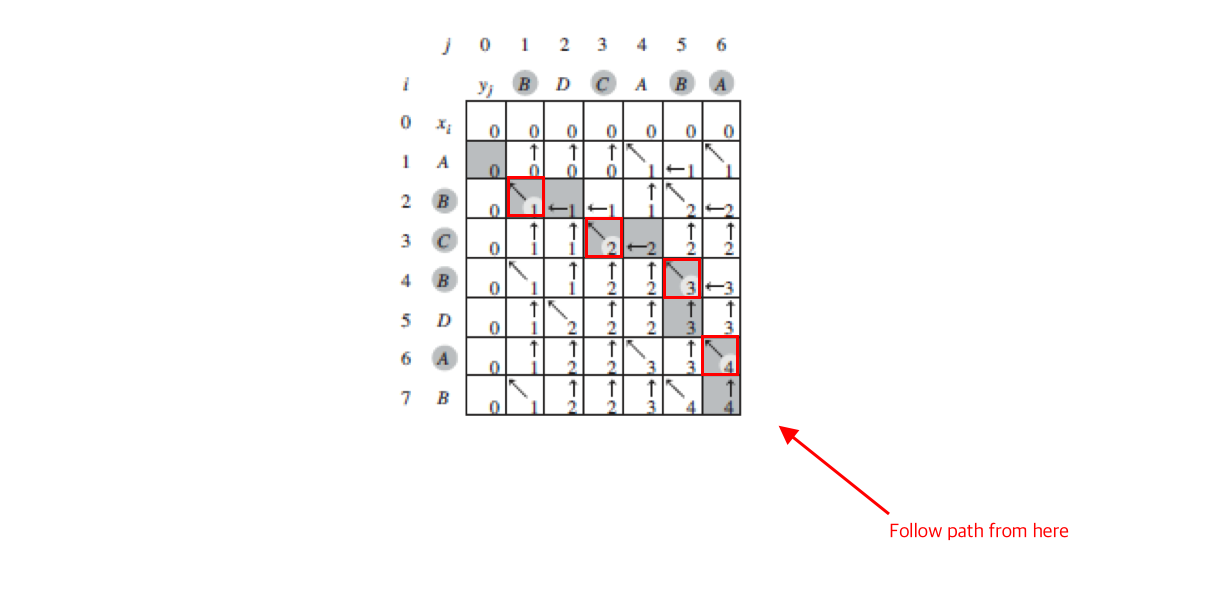 j 0 1 2 3 4 5 6
i yj B D C A B A
0 xi 0 0 0 0 0 0 0
1 A 0 ↑0 ↑0 ↑0 ↖1 ←1 ↖1
2 B 0 ↖1 ←1 ←1 ↑1 ↖2 ←2
3 C 0 ↑1 ↑1 ↖2 ←2 ↑2 ↑2
4 B 0 ↖1 ↑1 ↑2 ↑2 ↖3 ←3
5 D 0 ↑1 ↖2 ↑2 ↑2 ↑3 ↑3
6 A 0 ↑1 ↑2 ↑2 ↖3 ↑3 ↖4
7 B 0 ↖1 ↑2 ↑2 ↑3 ↖4 ↑4
Follow path from here